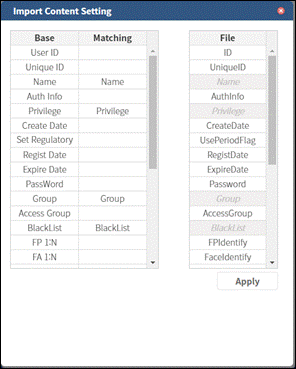 Import Content Setting
Base Matching File
User ID ID
Unique ID UniqueID
Name Name Name
Auth Info AuthInfo
Privilege Privilege Privilege
Create Date CreateDate
Set Regulatory UsePeriodFlag
Regist Date RegistDate
Expire Date ExpireDate
PassWord Password
Group Group Group
Access Group AccessGroup
BlackList BlackList BlackList
FP 1:N FPIdentify
FA 1:N FaceIdentify
Apply